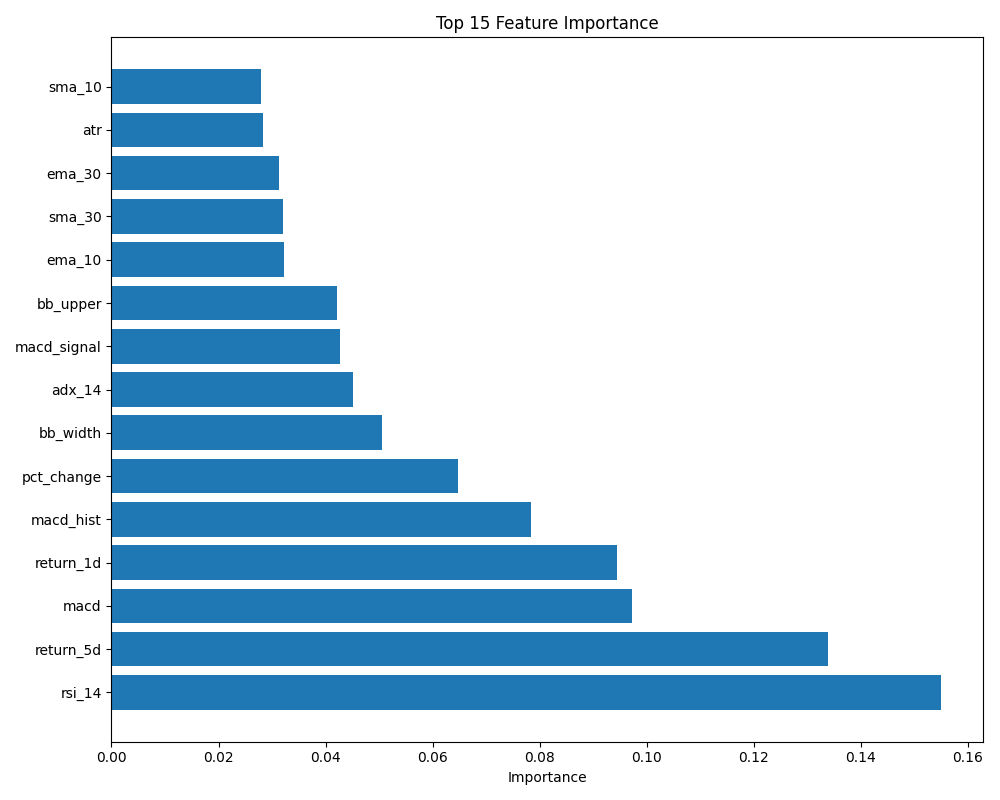 Top 15 Feature Importance
sma_10
atr
ema_30
sma_30
ema_10
bb_upper
macd_signal
adx_14
bb_width
pct_change
macd_hist
return_1d
macd
return_5d
rsi_14
0.00 0.02 0.04 0.06 0.08 0.10 0.12 0.14 0.16
Importance